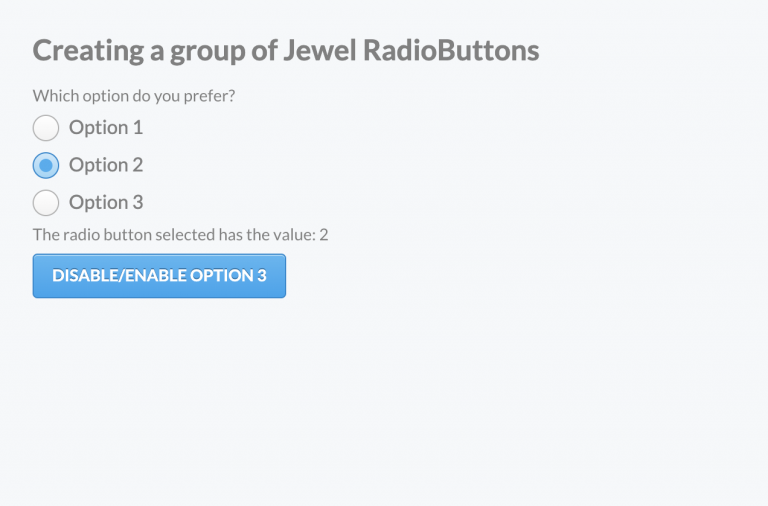 Creating a group of Jewel RadioButtons
Which option do you prefer?
Option 1
Option 2
Option 3
The radio button selected has the value: 2
DISABLE/ENABLE OPTION 3